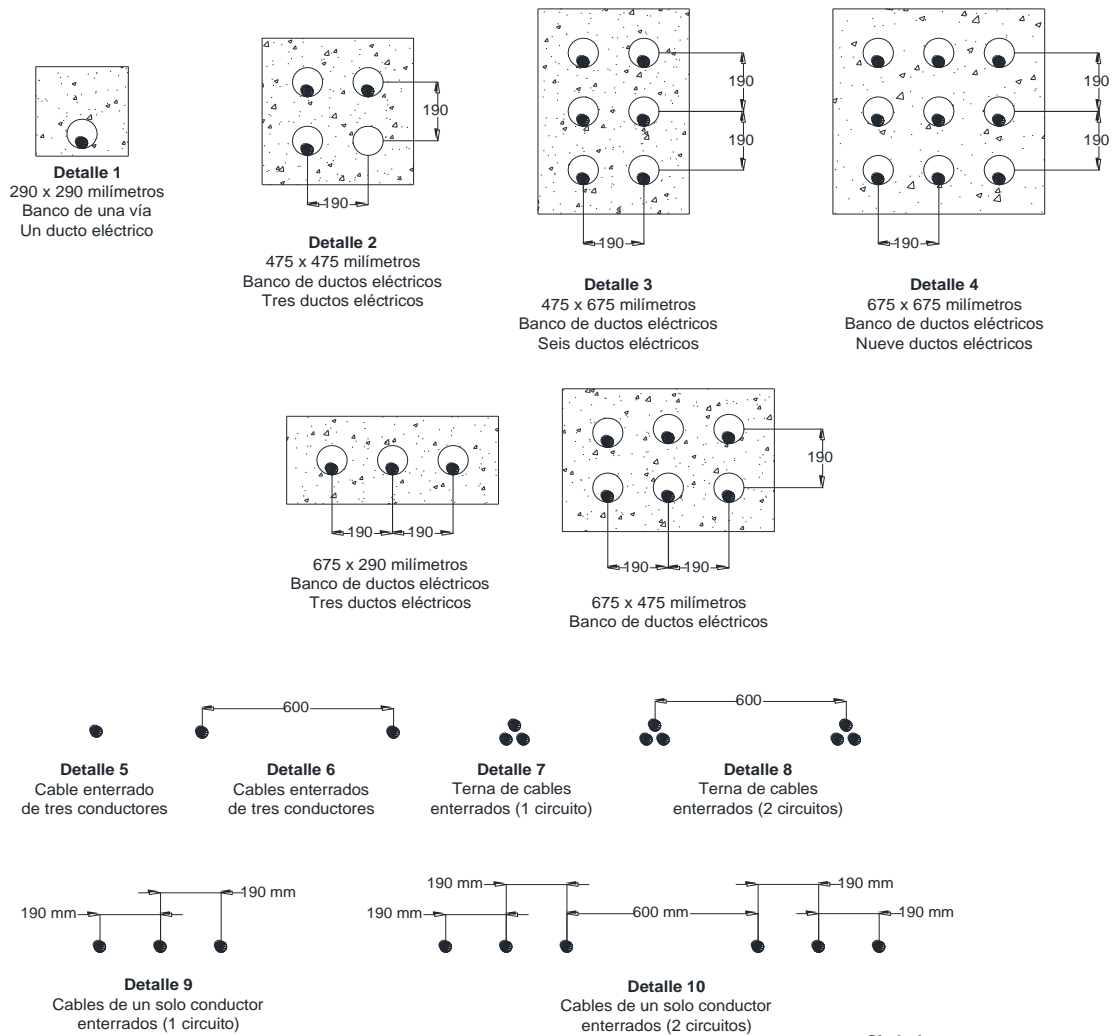 Detalle 1
290 x 290 milímetros
Banco de una vía
Un ducto eléctrico
190
190
Detalle 2
475 x 475 milímetros
Banco de ductos eléctricos
Tres ductos eléctricos
190
190
190
Detalle 3
475 x 675 milímetros
Banco de ductos eléctricos
Seis ductos eléctricos
190
190
190
Detalle 4
675 x 675 milímetros
Banco de ductos eléctricos
Nueve ductos eléctricos
190
190
675 x 290 milímetros
Banco de ductos eléctricos
Tres ductos eléctricos
190
190
190
675 x 475 milímetros
Banco de ductos eléctricos
Detalle 5
Cable enterrado
de tres conductores
600
Detalle 6
Cables enterrados
de tres conductores
Detalle 7
Terna de cables
enterrados (1 circuito)
600
Detalle 8
Terna de cables
enterrados (2 circuitos)
190 mm
190 mm
Detalle 9
Cables de un solo conductor
enterrados (1 circuito)
190 mm
190 mm
600 mm
190 mm
190 mm
Detalle 10
Cables de un solo conductor
enterrados (2 circuitos)